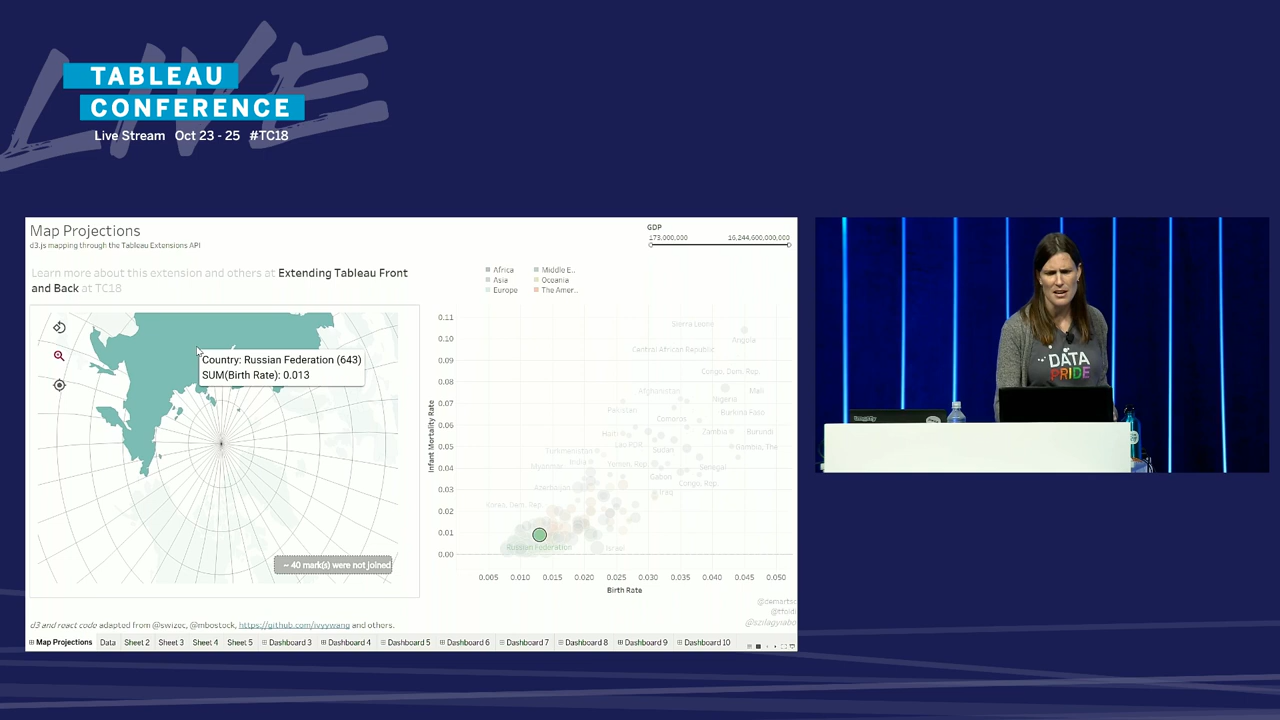 LIVE
TABLEAU
CONFERENCE
Live Stream Oct 23 - 25 #TC18
Map Projections
d3.js mapping through the Tableau Extensions API
GDP
173,000,000 16,244,600,000,000
Learn more about this extension and others at Extending Tableau Front
and Back at TC18
Africa Middle E..
Asia Oceania
Europe The Amer..
Country: Russian Federation (643)
SUM(Birth Rate): 0.013
~ 40 mark(s) were not joined
Infant Mortality Rate
0.11
0.10
0.09
0.08
0.07
0.06
0.05
0.04
0.03
0.02
0.01
0.00
Sierra Leone
Angola
Central African Republic
Congo, Dem. Rep.
Afghanistan Mali
Nigeria
Pakistan Burkina Faso
Comoros
Haiti Zambia Burundi
Lao PDR
Turkmenistan Sudan Gambia, The
Myanmar India Yemen, Rep. Senegal
Gabon
Azerbaijan Congo, Rep.
Iraq
Korea, Dem. Rep.
Russian Federation Israel
0.005 0.010 0.015 0.020 0.025 0.030 0.035 0.040 0.045 0.050
Birth Rate
@tfoldi
@szilagyiabo
d3 and react code adapted from @swizec, @mbostock, https://github.com/ivyywang and others.
Map Projections Data Sheet 2 Sheet 3 Sheet 4 Sheet 5 Dashboard 3 Dashboard 4 Dashboard 5 Dashboard 6 Dashboard 7 Dashboard 8 Dashboard 9 Dashboard 10
DATA
PRIDE